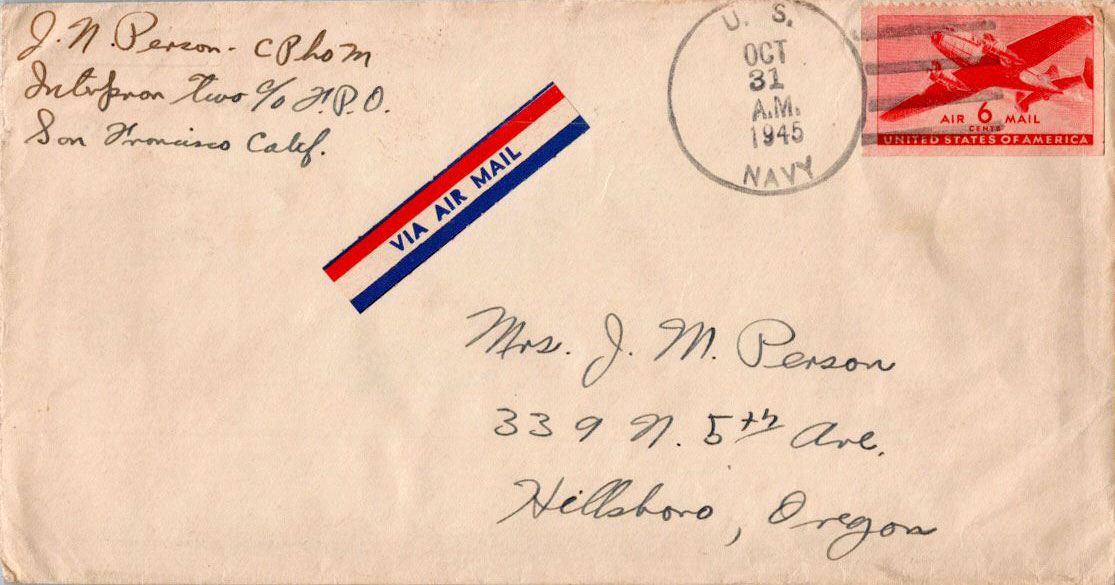 J. N. Person - CPhoM
Interpron Two c/o F.P.O.
San Francisco Calif.
VIA AIR MAIL
U. S.
OCT
31
A.M.
1945
NAVY
AIR 6 MAIL
CENTS
UNITED STATES OF AMERICA
Mrs. J. M. Person
339 N. 5th Ave.
Hillsboro, Oregon